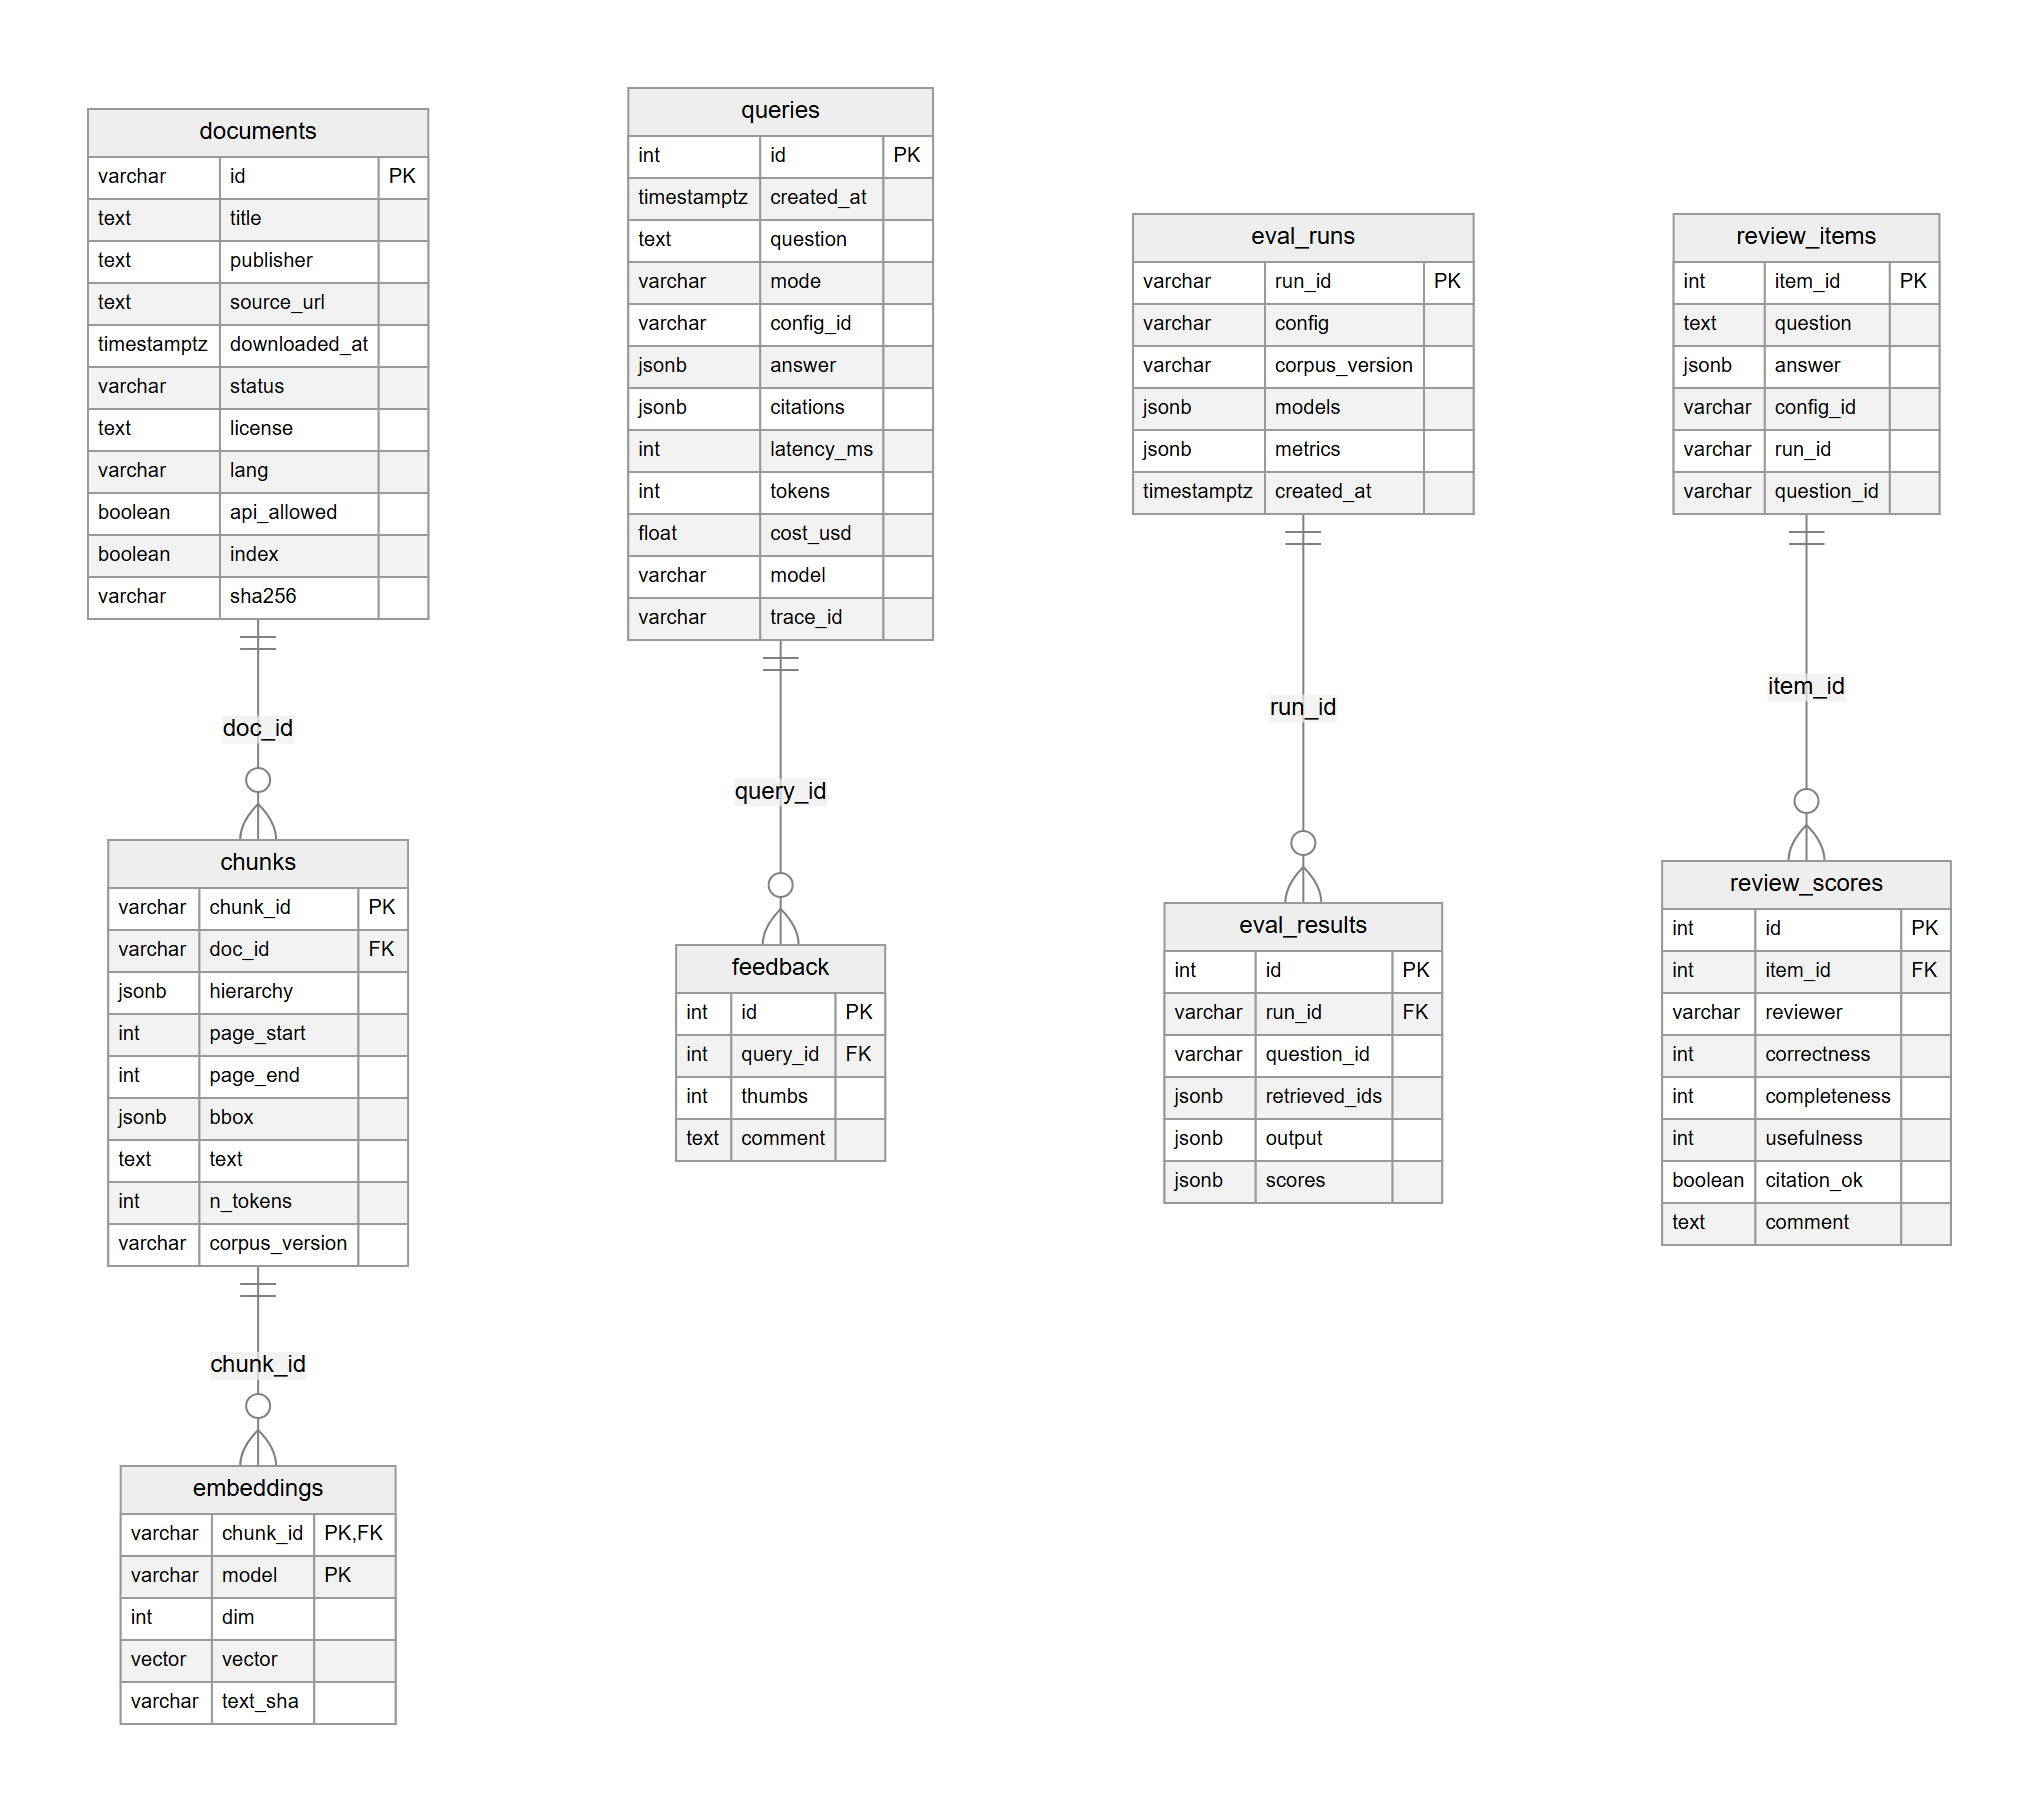 documents
varchar id PK
text title
text publisher
text source_url
timestamptz downloaded_at
varchar status
text license
varchar lang
boolean api_allowed
boolean index
varchar sha256
doc_id
chunks
varchar chunk_id PK
varchar doc_id FK
jsonb hierarchy
int page_start
int page_end
jsonb bbox
text text
int n_tokens
varchar corpus_version
chunk_id
embeddings
varchar chunk_id PK,FK
varchar model PK
int dim
vector vector
varchar text_sha
queries
int id PK
timestamptz created_at
text question
varchar mode
varchar config_id
jsonb answer
jsonb citations
int latency_ms
int tokens
float cost_usd
varchar model
varchar trace_id
query_id
feedback
int id PK
int query_id FK
int thumbs
text comment
eval_runs
varchar run_id PK
varchar config
varchar corpus_version
jsonb models
jsonb metrics
timestamptz created_at
run_id
eval_results
int id PK
varchar run_id FK
varchar question_id
jsonb retrieved_ids
jsonb output
jsonb scores
review_items
int item_id PK
text question
jsonb answer
varchar config_id
varchar run_id
varchar question_id
item_id
review_scores
int id PK
int item_id FK
varchar reviewer
int correctness
int completeness
int usefulness
boolean citation_ok
text comment